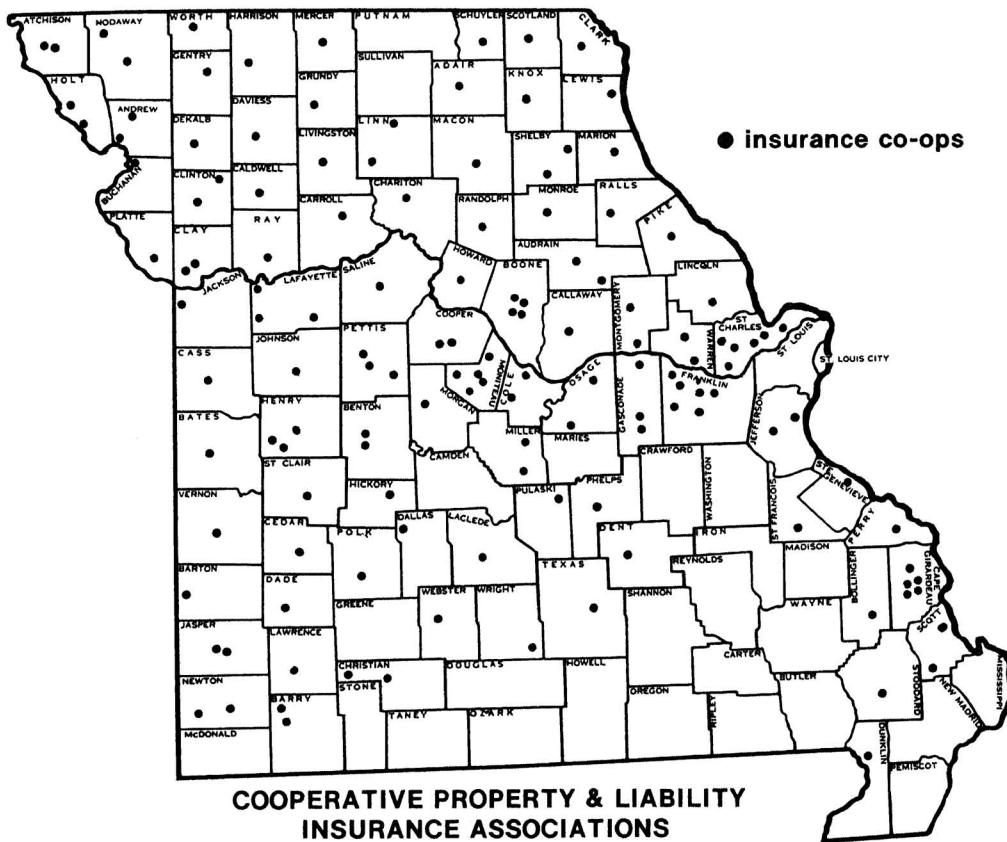 ATCHISON
NODAWAY
WORTH
HARRISON
MERCER
PUTNAM
SCHUYLER
SCOTLAND
CLARK
GENTRY
SULLIVAN
ADAIR
HOLT
GRUNDY
KNOX
LEWIS
ANDREW
DAVIESS
DEKALB
LIVINGSTON
LINN
MACON
SHELBY
MARION
● insurance co-ops
BUCHANAN
CLINTON
CALDWELL
CHARITON
MONROE
RALLS
PLATTE
CARROLL
RANDOLPH
PIKE
CLAY
RAY
AUDRAIN
HOWARD
BOONE
JACKSON
LAFAYETTE
SALINE
CALLAWAY
MONTGOMERY
LINCOLN
COOPER
WARREN
ST CHARLES
ST LOUIS
ST. LOUIS CITY
CASS
JOHNSON
PETTIS
MONITEAU
COLE
OSAGE
GASCONADE
FRANKLIN
JEFFERSON
BATES
HENRY
BENTON
MORGAN
MILLER
MARIES
CAMDEN
CRAWFORD
WASHINGTON
ST CLAIR
HICKORY
PULASKI
PHELPS
STE GENEVIEVE
VERNON
CEDAR
POLK
DALLAS
LACLEDE
DENT
IRON
ST FRANCOIS
PERRY
BARTON
DADE
TEXAS
REYNOLDS
MADISON
BOLLINGER
CAPE GIRARDEAU
GREENE
WEBSTER
WRIGHT
SHANNON
WAYNE
JASPER
LAWRENCE
SCOTT
CHRISTIAN
DOUGLAS
HOWELL
CARTER
NEWTON
BARRY
STONE
OREGON
RIPLEY
BUTLER
STODDARD
MISSISSIPPI
NEW MADRID
McDONALD
TANEY
OZARK
DUNKLIN
PEMISCOT
COOPERATIVE PROPERTY & LIABILITY
INSURANCE ASSOCIATIONS